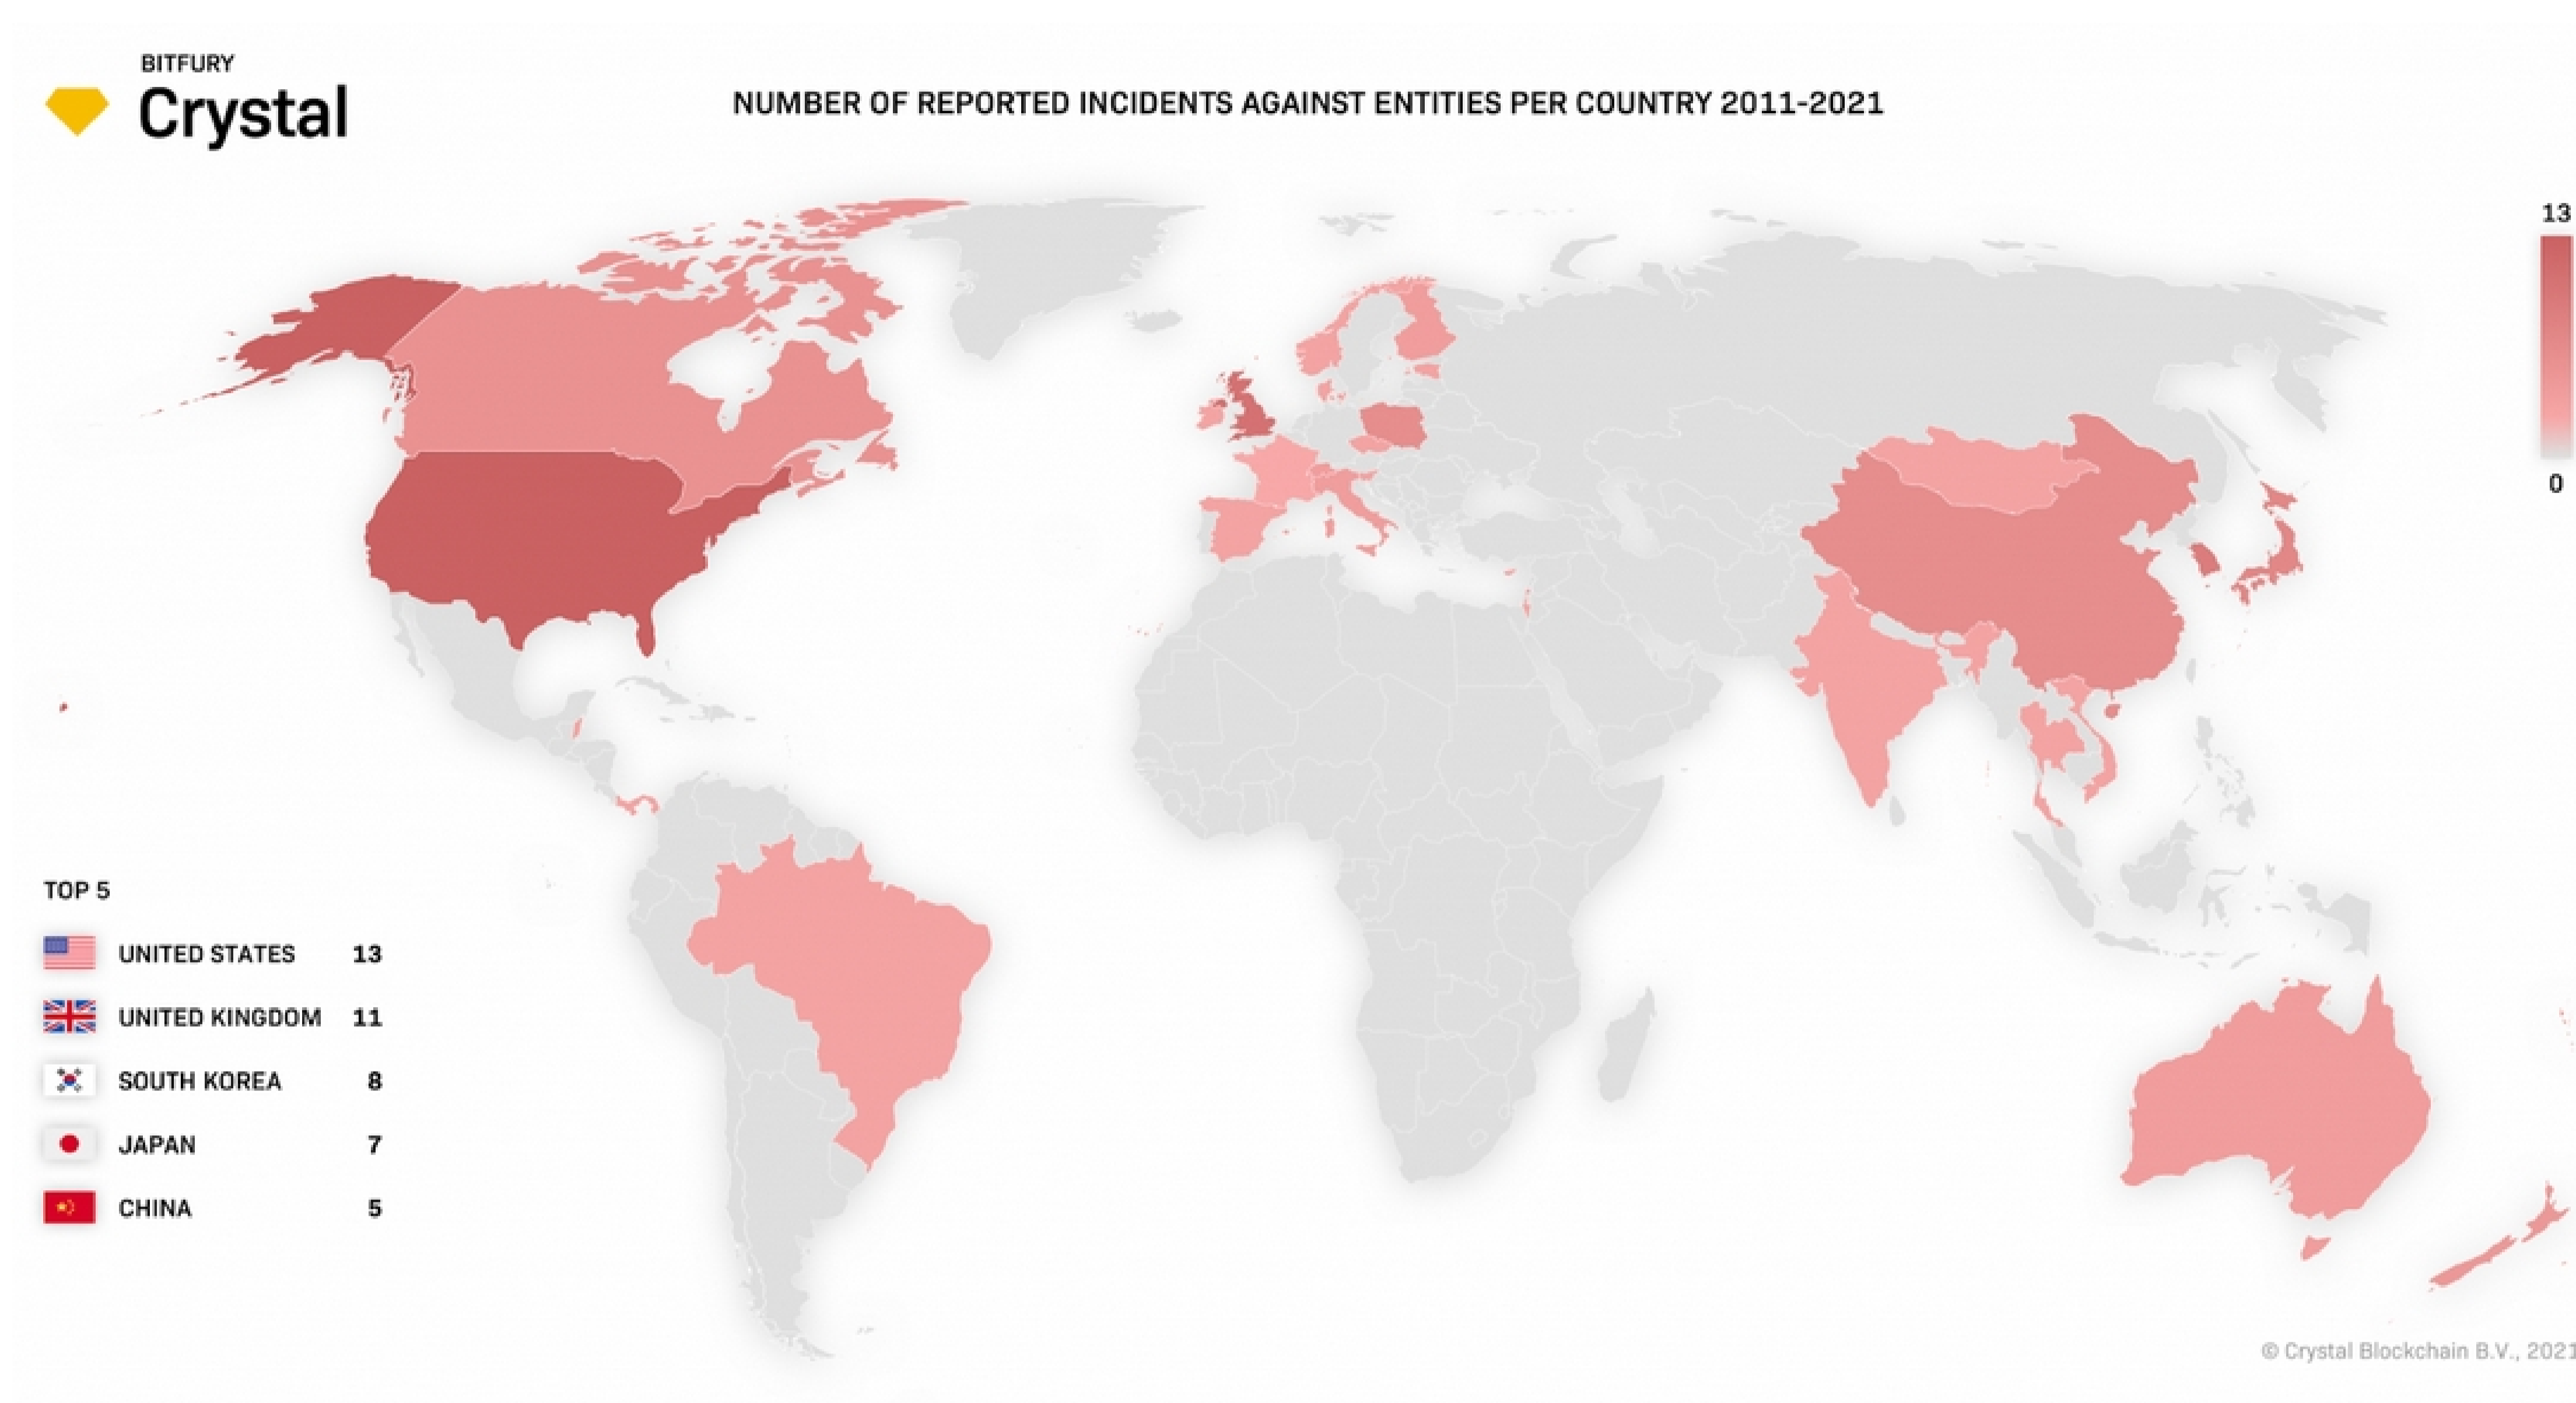 BITFURY
Crystal
NUMBER OF REPORTED INCIDENTS AGAINST ENTITIES PER COUNTRY 2011-2021
13
0
TOP 5
UNITED STATES 13
UNITED KINGDOM 11
SOUTH KOREA 8
JAPAN 7
CHINA 5
© Crystal Blockchain B.V., 2021